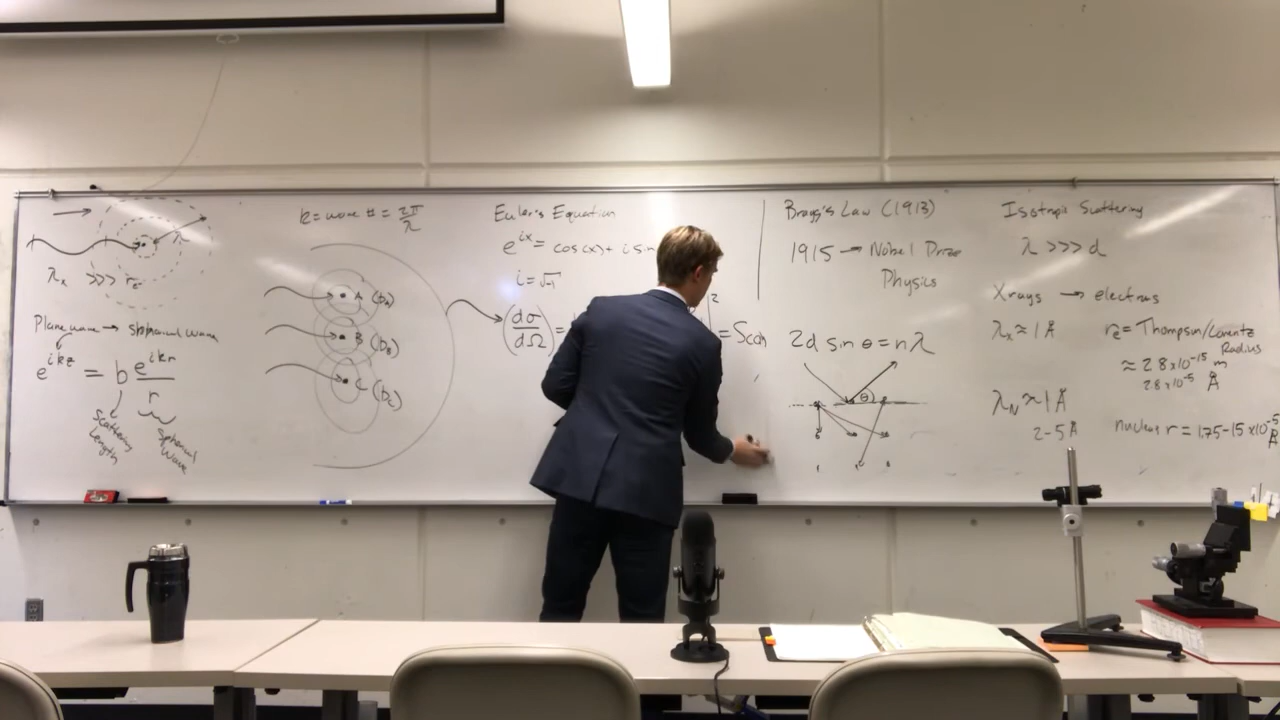 λ
λx >>> re
Plane wave → spherical wave
e^ikz = b e^ikr / r
Scattering Length
spherical wave
k = wave # = 2π/λ
A (bA)
B (bB)
C (bC)
Euler's Equation
e^ix = cos(x) + i sin
i = √-1
(dσ/dΩ) =
2
= S(Q)
Bragg's Law (1913)
1915 → Nobel Prize
Physics
2d sin θ = nλ
θ
Isotropic Scattering
λ >>> d
Xrays → electrons
λx ≈ 1 Å
re = Thompson/Lorentz
Radius
≈ 2.8 x 10^-15 m
2.8 x 10^-5 Å
λN ≈ 1 Å
2-5 Å
nuclear r = 1.75-15 x 10^-5 Å